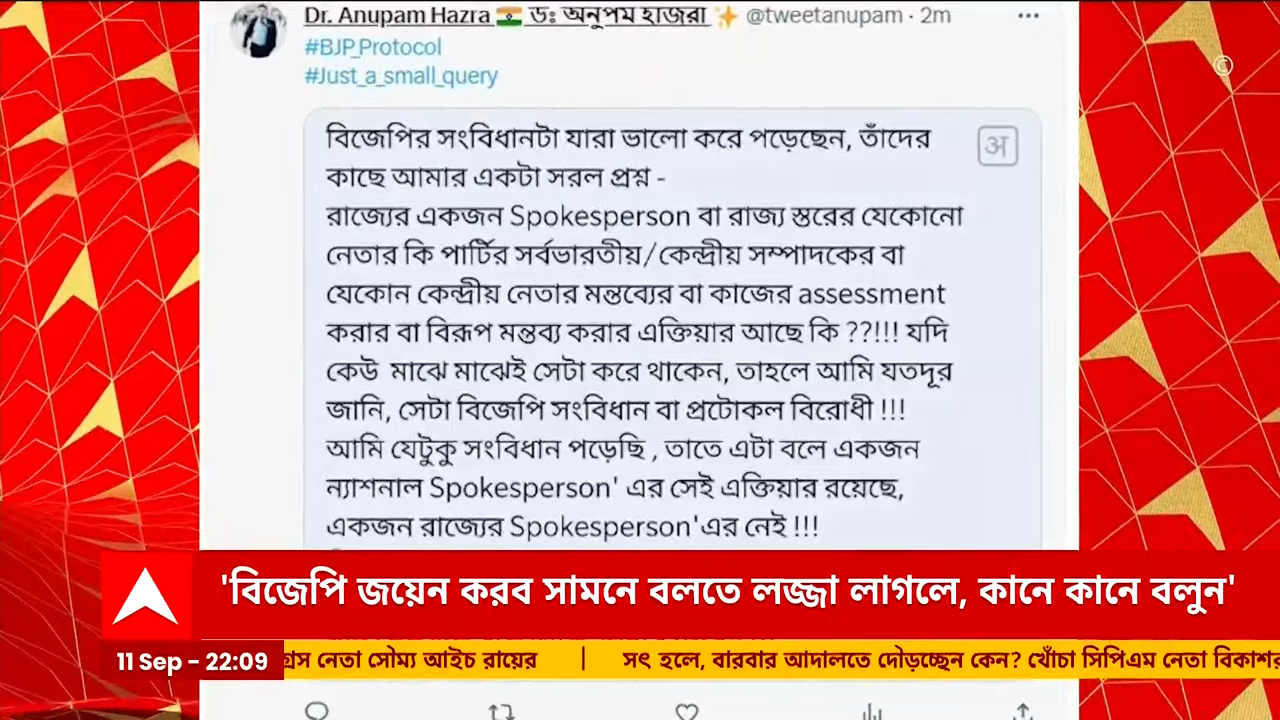 Dr. Anupam Hazra 🇮🇳 ডঃ অনুপম হাজরা ✨ @tweetanupam · 2m
#BJP_Protocol
#Just_a_small_query
©
বিজেপির সংবিধানটা যারা ভালো করে পড়েছেন, তাঁদের
अ
কাছে আমার একটা সরল প্রশ্ন -
রাজ্যের একজন Spokesperson বা রাজ্য স্তরের যেকোনো
নেতার কি পার্টির সর্বভারতীয়/কেন্দ্রীয় সম্পাদকের বা
যেকোন কেন্দ্রীয় নেতার মন্তব্যের বা কাজের assessment
করার বা বিরূপ মন্তব্য করার এক্তিয়ার আছে কি ??!!! যদি
কেউ মাঝে মাঝেই সেটা করে থাকেন, তাহলে আমি যতদূর
জানি, সেটা বিজেপি সংবিধান বা প্রটোকল বিরোধী !!!
আমি যেটুকু সংবিধান পড়েছি , তাতে এটা বলে একজন
ন্যাশনাল Spokesperson' এর সেই এক্তিয়ার রয়েছে,
একজন রাজ্যের Spokesperson'এর নেই !!!
'বিজেপি জয়েন করব সামনে বলতে লজ্জা লাগলে, কানে কানে বলুন'
11 Sep - 22:09
গ্রেস নেতা সৌম্য আইচ রায়ের | সৎ হলে, বারবার আদালতে দৌড়চ্ছেন কেন? খোঁচা সিপিএম নেতা বিকাশর